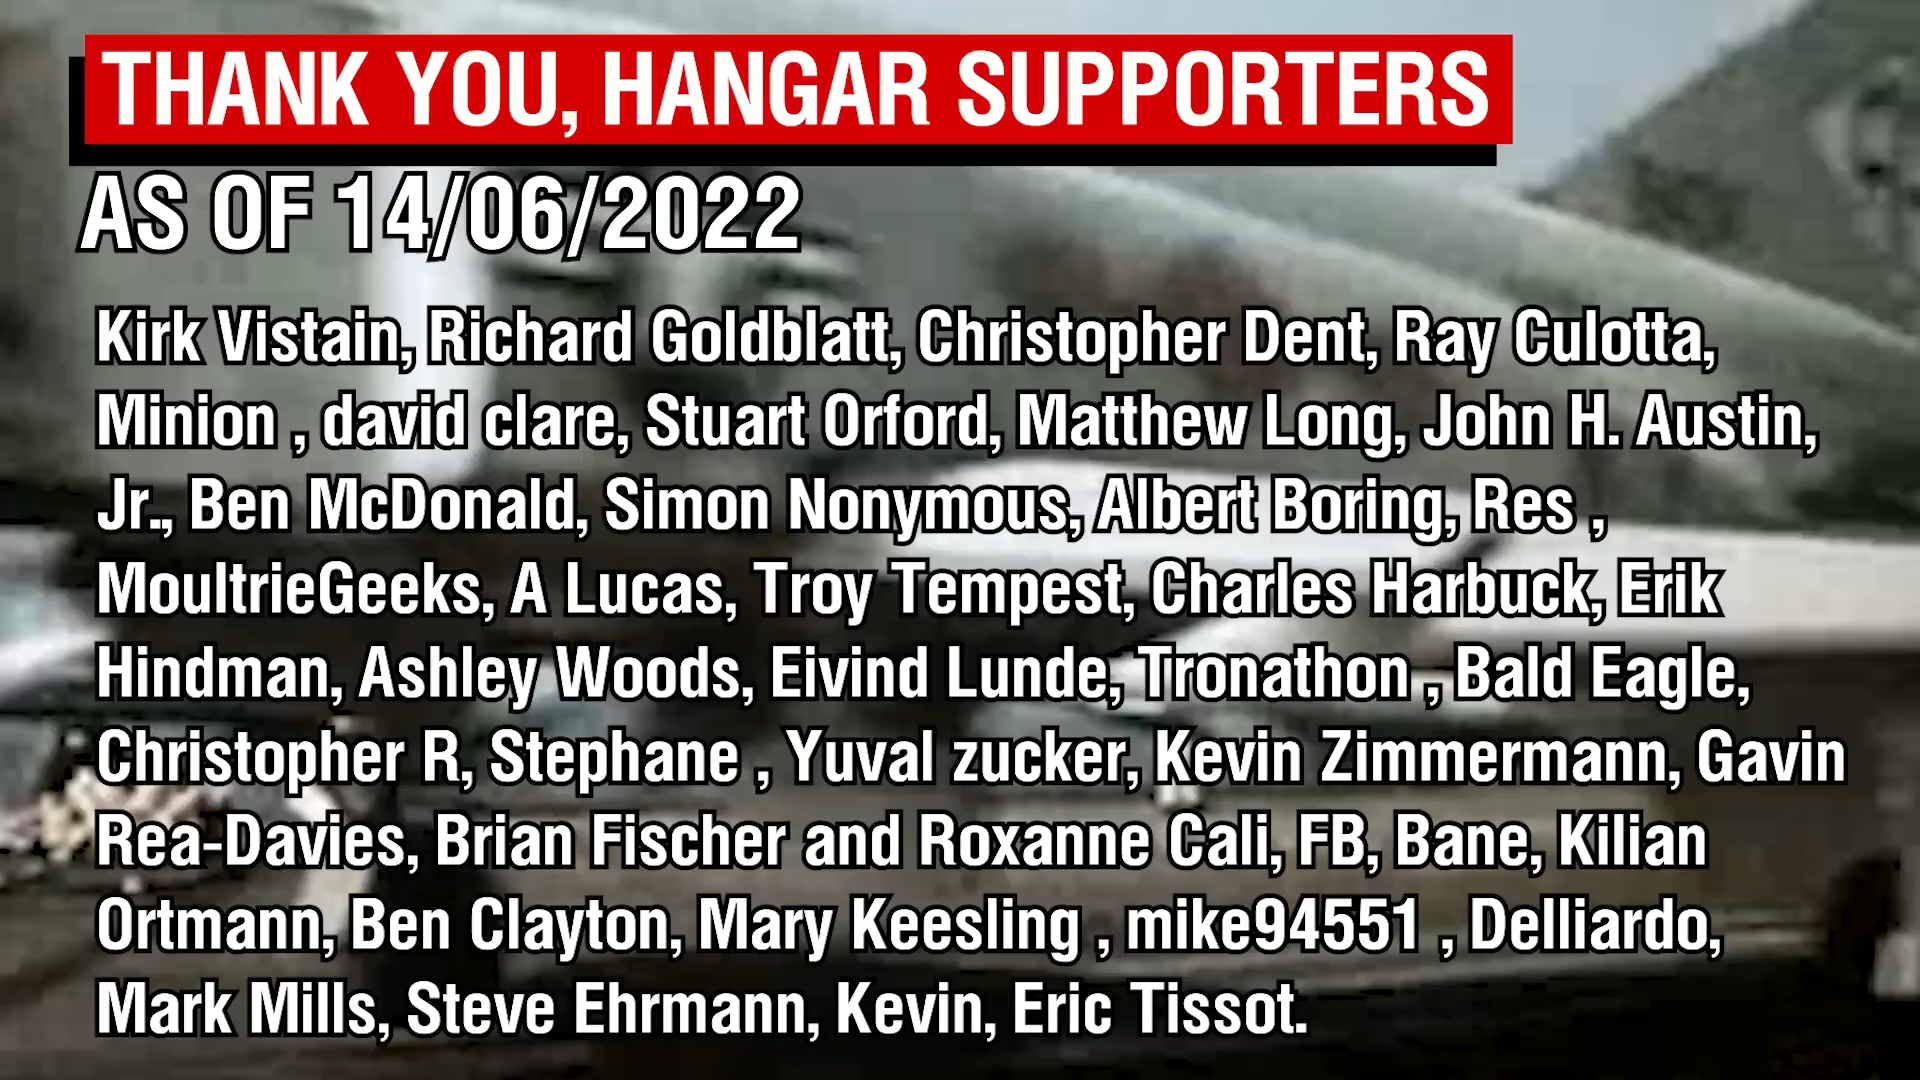 THANK YOU, HANGAR SUPPORTERS
AS OF 14/06/2022
Kirk Vistain, Richard Goldblatt, Christopher Dent, Ray Culotta,
Minion , david clare, Stuart Orford, Matthew Long, John H. Austin,
Jr., Ben McDonald, Simon Nonymous, Albert Boring, Res ,
MoultrieGeeks, A Lucas, Troy Tempest, Charles Harbuck, Erik
Hindman, Ashley Woods, Eivind Lunde, Tronathon , Bald Eagle,
Christopher R, Stephane , Yuval zucker, Kevin Zimmermann, Gavin
Rea-Davies, Brian Fischer and Roxanne Cali, FB, Bane, Kilian
Ortmann, Ben Clayton, Mary Keesling , mike94551 , Delliardo,
Mark Mills, Steve Ehrmann, Kevin, Eric Tissot.